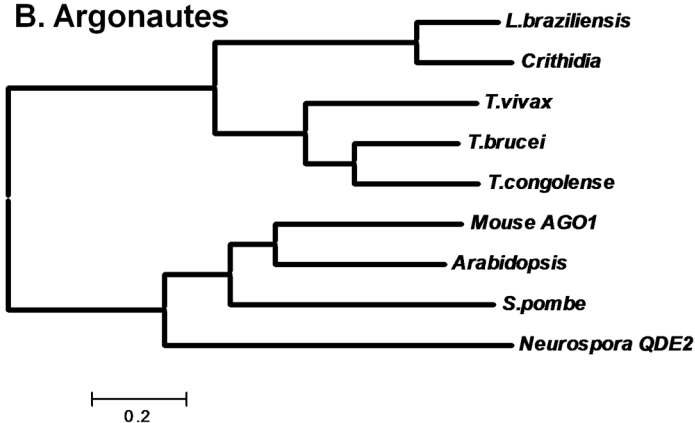 B. Argonautes
L.braziliensis
Crithidia
T.vivax
T.brucei
T.congolense
Mouse AGO1
Arabidopsis
S.pombe
Neurospora QDE2
0.2